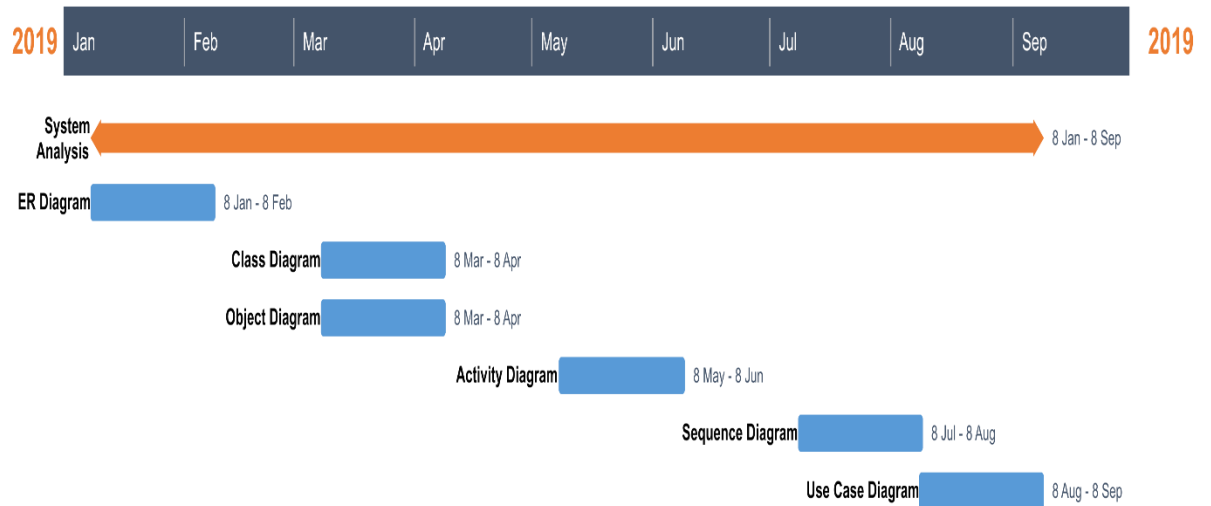 2019 Jan Feb Mar Apr May Jun Jul Aug Sep 2019
System
Analysis
8 Jan - 8 Sep
ER Diagram 8 Jan - 8 Feb
Class Diagram 8 Mar - 8 Apr
Object Diagram 8 Mar - 8 Apr
Activity Diagram 8 May - 8 Jun
Sequence Diagram 8 Jul - 8 Aug
Use Case Diagram 8 Aug - 8 Sep